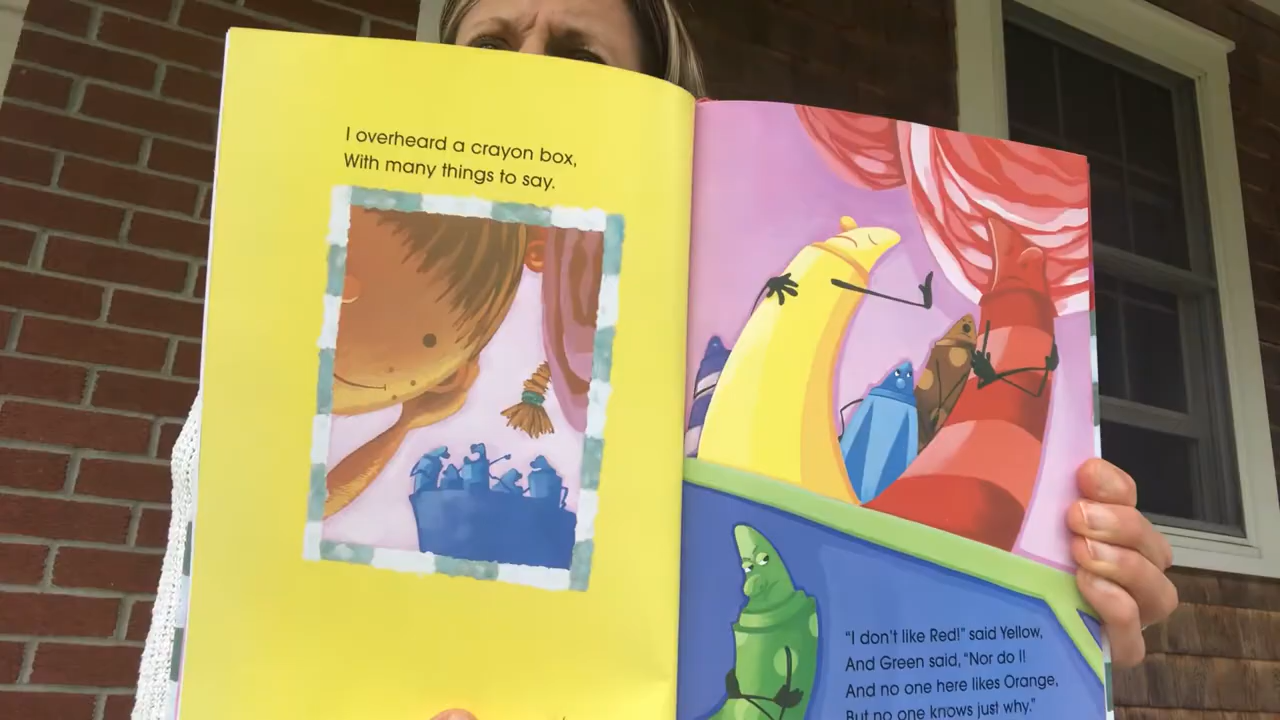 I overheard a crayon box,
With many things to say.
"I don't like Red!" said Yellow,
And Green said, "Nor do I!
And no one here likes Orange,
But no one knows just why."